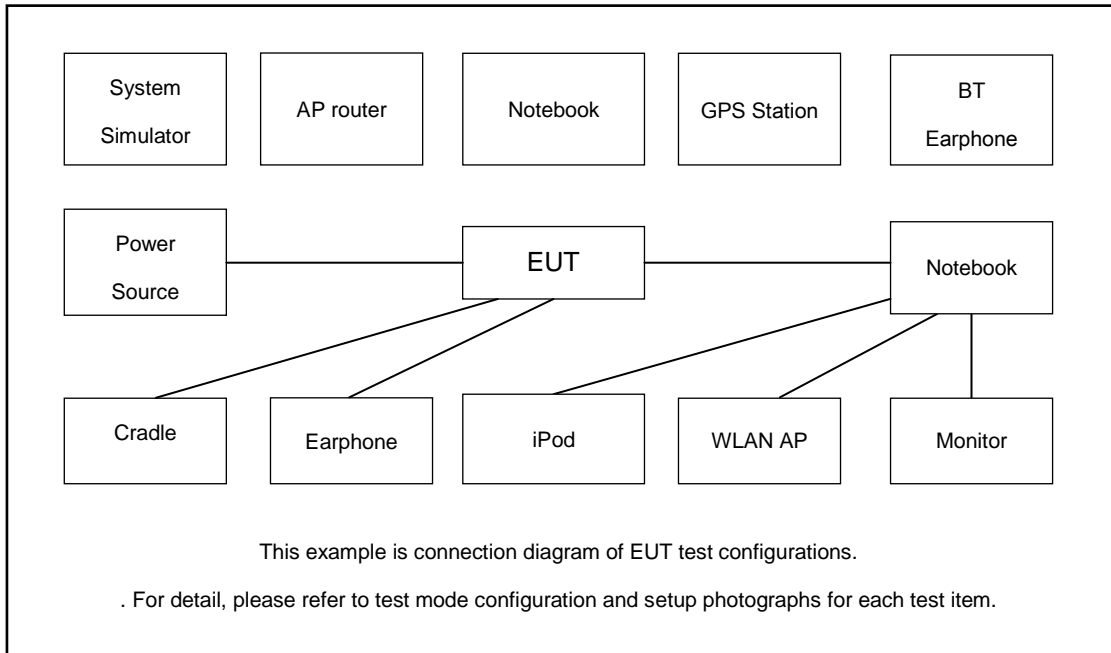 System
Simulator
AP router
Notebook
GPS Station
BT
Earphone
Power
Source
EUT
Notebook
Cradle
Earphone
iPod
WLAN AP
Monitor
This example is connection diagram of EUT test configurations.
. For detail, please refer to test mode configuration and setup photographs for each test item.